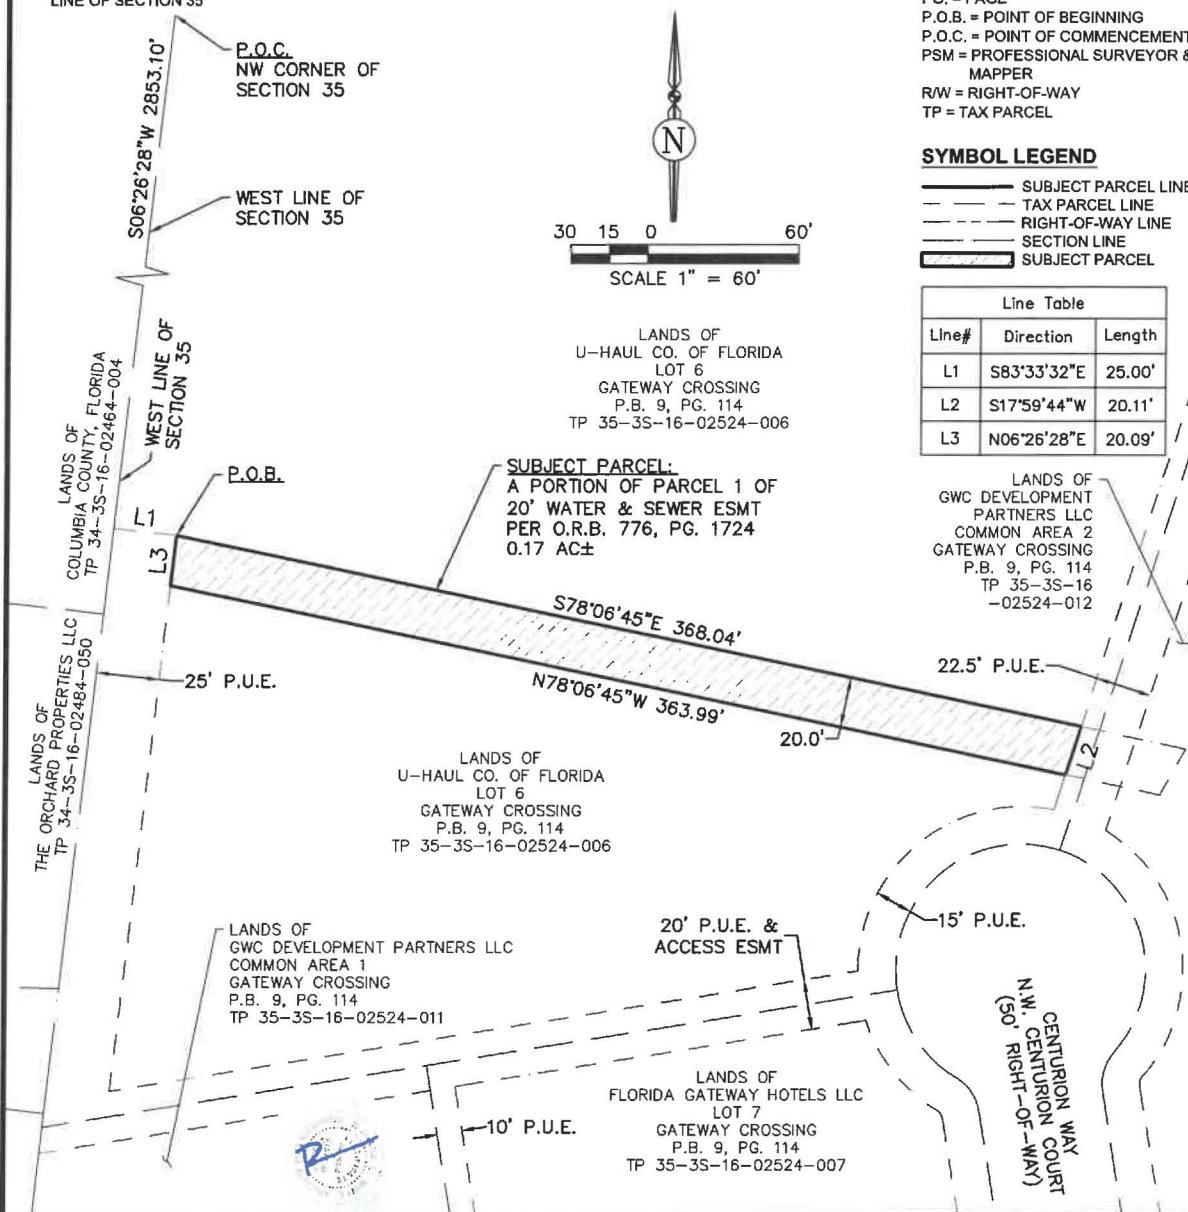 LINE OF SECTION 35
P.O.C.
NW CORNER OF
SECTION 35
S06°26'28"W 2853.10'
WEST LINE OF
SECTION 35
N
30 15 0 60'
SCALE 1" = 60'
P.O.B. = POINT OF BEGINNING
P.O.C. = POINT OF COMMENCEMENT
PSM = PROFESSIONAL SURVEYOR &
MAPPER
R/W = RIGHT-OF-WAY
TP = TAX PARCEL
SYMBOL LEGEND
SUBJECT PARCEL LINE
TAX PARCEL LINE
RIGHT-OF-WAY LINE
SECTION LINE
SUBJECT PARCEL
Line Table
Line# Direction Length
L1 S83°33'32"E 25.00'
L2 S17°59'44"W 20.11'
L3 N06°26'28"E 20.09'
LANDS OF
U-HAUL CO. OF FLORIDA
LOT 6
GATEWAY CROSSING
P.B. 9, PG. 114
TP 35-3S-16-02524-006
LANDS OF
COLUMBIA COUNTY, FLORIDA
TP 34-3S-16-02464-004
WEST LINE OF
SECTION 35
P.O.B.
L1
L3
SUBJECT PARCEL:
A PORTION OF PARCEL 1 OF
20' WATER & SEWER ESMT
PER O.R.B. 776, PG. 1724
0.17 AC±
LANDS OF
GWC DEVELOPMENT
PARTNERS LLC
COMMON AREA 2
GATEWAY CROSSING
P.B. 9, PG. 114
TP 35-3S-16
-02524-012
S78°06'45"E 368.04'
N78°06'45"W 363.99'
20.0'
22.5' P.U.E.
L2
25' P.U.E.
LANDS OF
THE ORCHARD PROPERTIES LLC
TP 34-3S-16-02484-050
LANDS OF
U-HAUL CO. OF FLORIDA
LOT 6
GATEWAY CROSSING
P.B. 9, PG. 114
TP 35-3S-16-02524-006
LANDS OF
GWC DEVELOPMENT PARTNERS LLC
COMMON AREA 1
GATEWAY CROSSING
P.B. 9, PG. 114
TP 35-3S-16-02524-011
20' P.U.E. &
ACCESS ESMT
15' P.U.E.
CENTURION WAY
N.W. CENTURION COURT
(50' RIGHT-OF-WAY)
10' P.U.E.
LANDS OF
FLORIDA GATEWAY HOTELS LLC
LOT 7
GATEWAY CROSSING
P.B. 9, PG. 114
TP 35-3S-16-02524-007